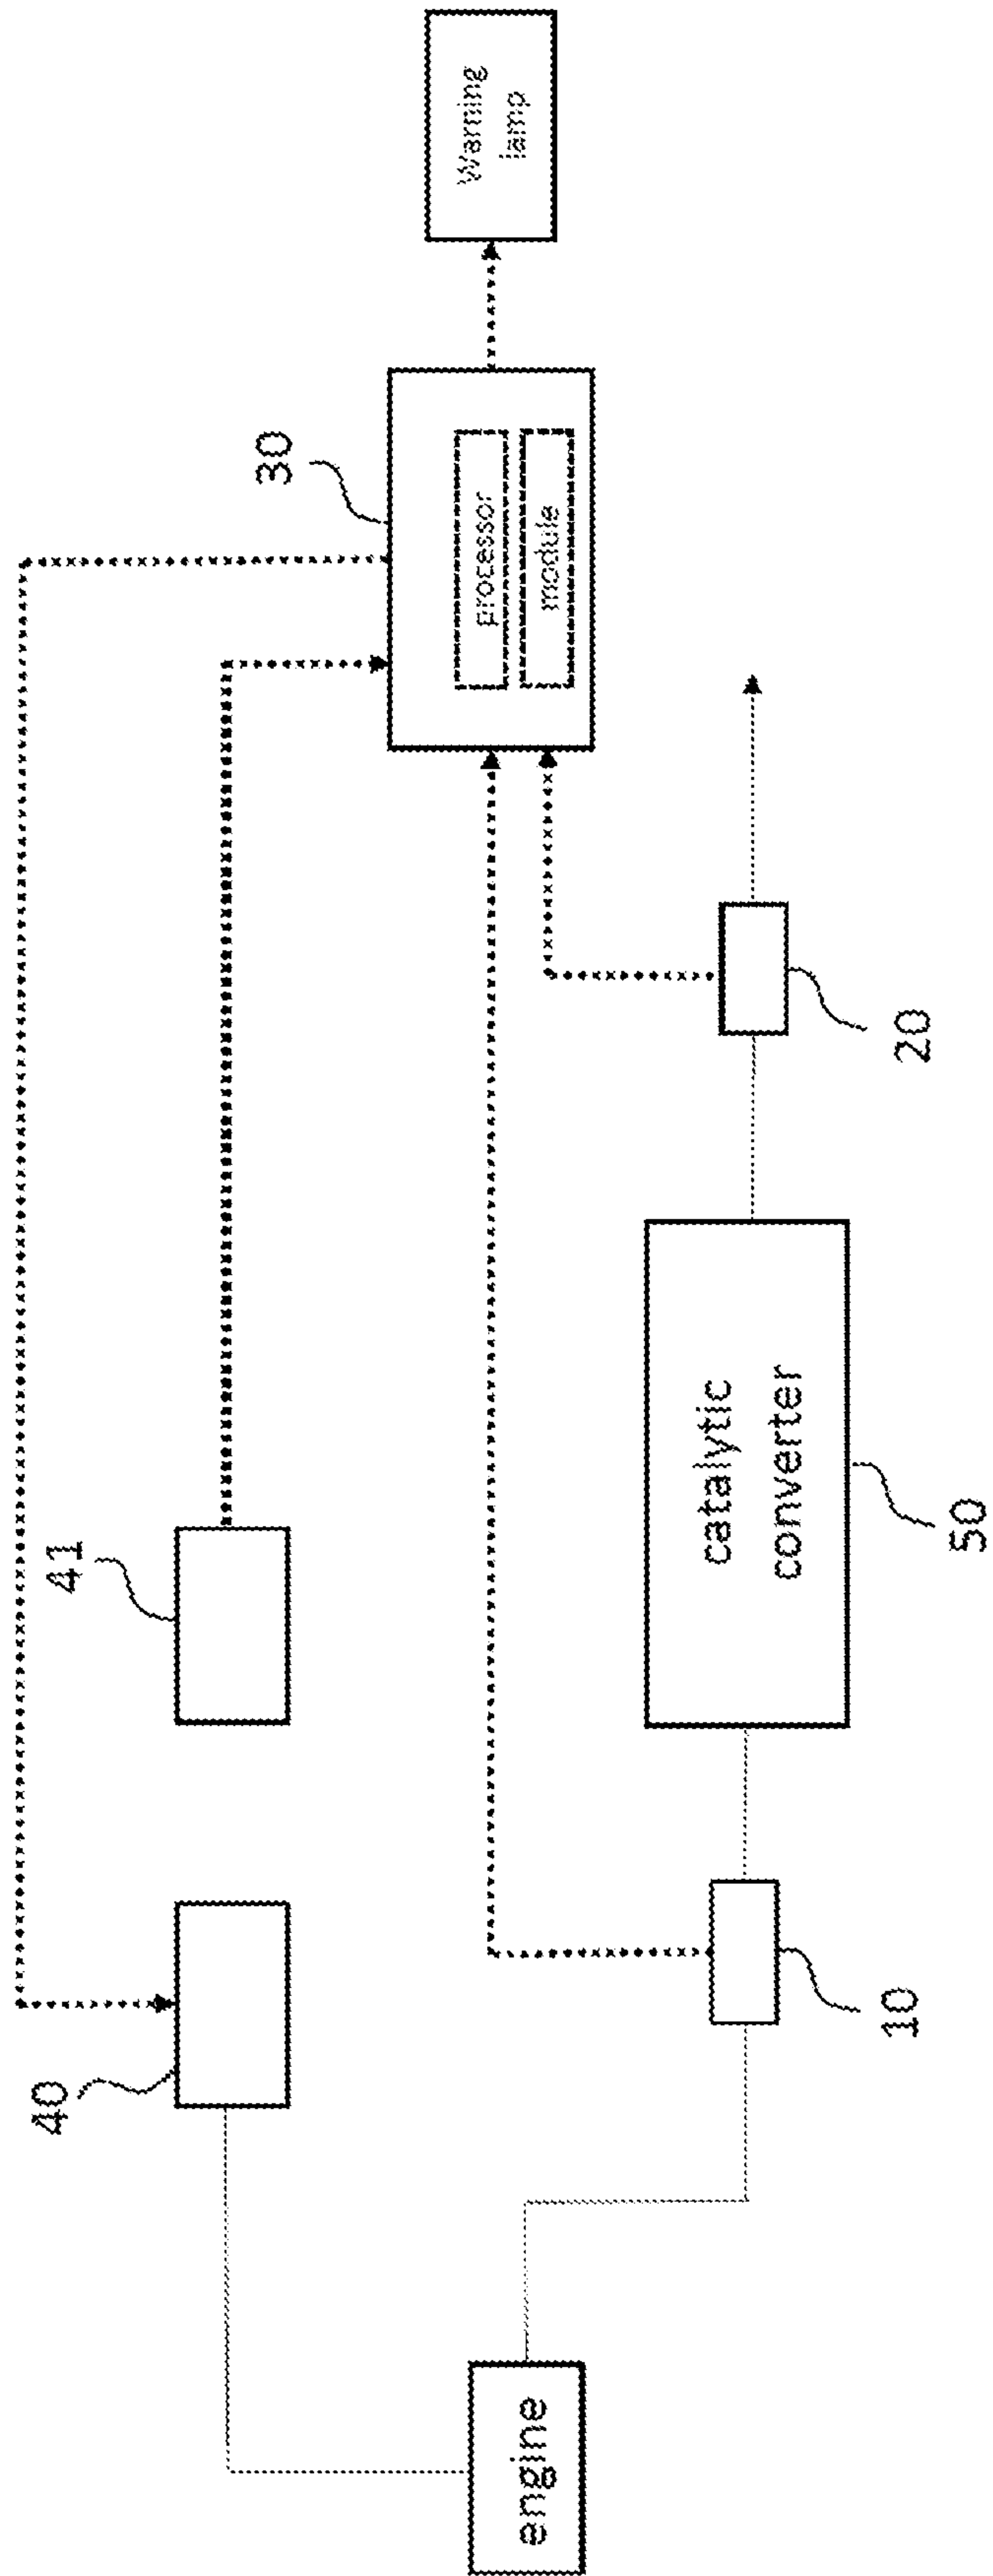 40
41
30
Warning
lamp
processor
module
engine
10
catalytic
converter
50
20